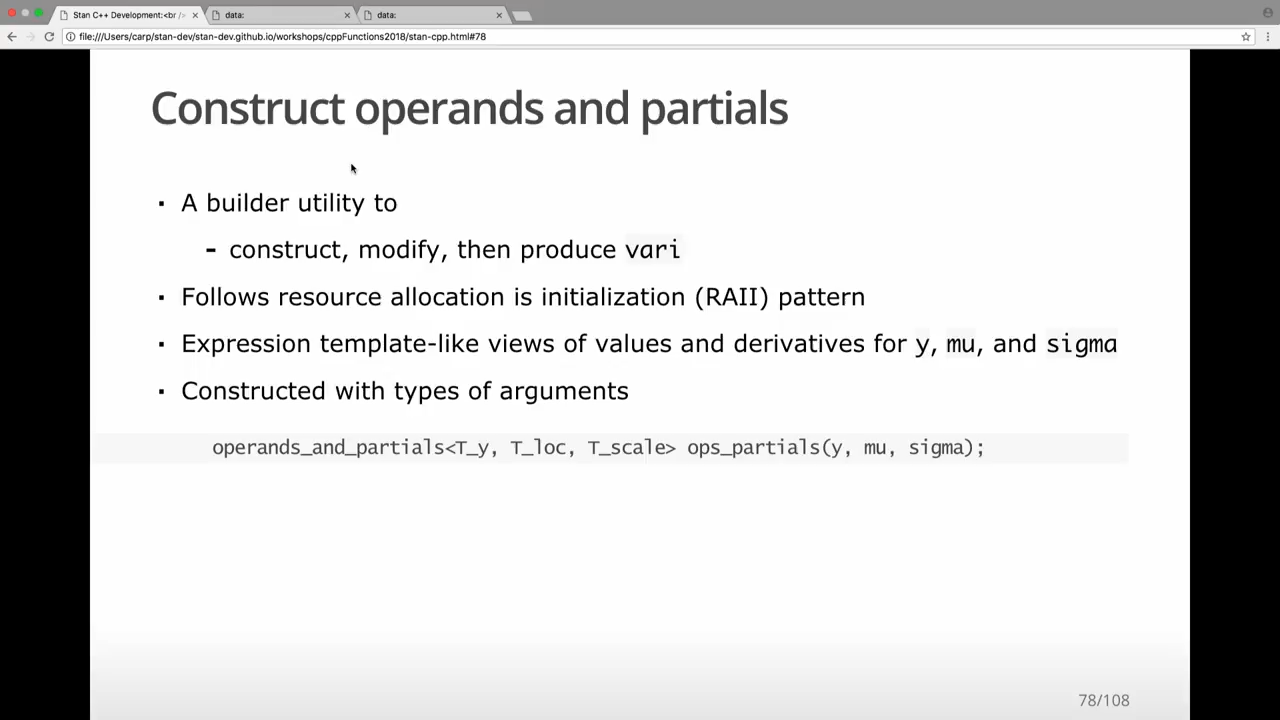 Stan C++ Development:<br />
data:
data:
file:///Users/carp/stan-dev/stan-dev.github.io/workshops/cppFunctions2018/stan-cpp.html#78
Construct operands and partials
▪ A builder utility to
- construct, modify, then produce vari
▪ Follows resource allocation is initialization (RAII) pattern
▪ Expression template-like views of values and derivatives for y, mu, and sigma
▪ Constructed with types of arguments
operands_and_partials<T_y, T_loc, T_scale> ops_partials(y, mu, sigma);
78/108